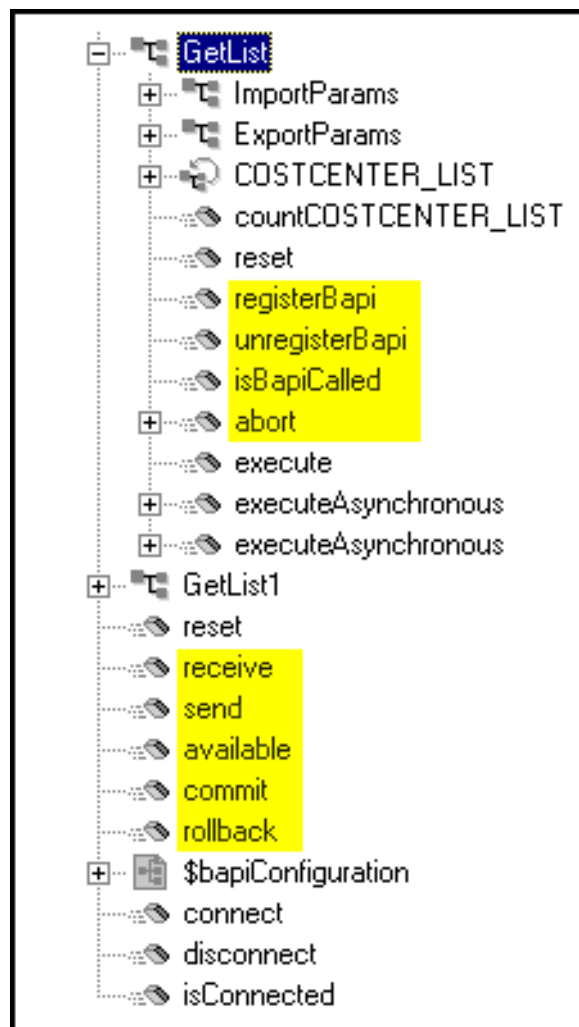 GetList
ImportParams
ExportParams
COSTCENTER_LIST
countCOSTCENTER_LIST
reset
registerBapi
unregisterBapi
isBapiCalled
abort
execute
executeAsynchronous
executeAsynchronous
GetList1
reset
receive
send
available
commit
rollback
$bapiConfiguration
connect
disconnect
isConnected